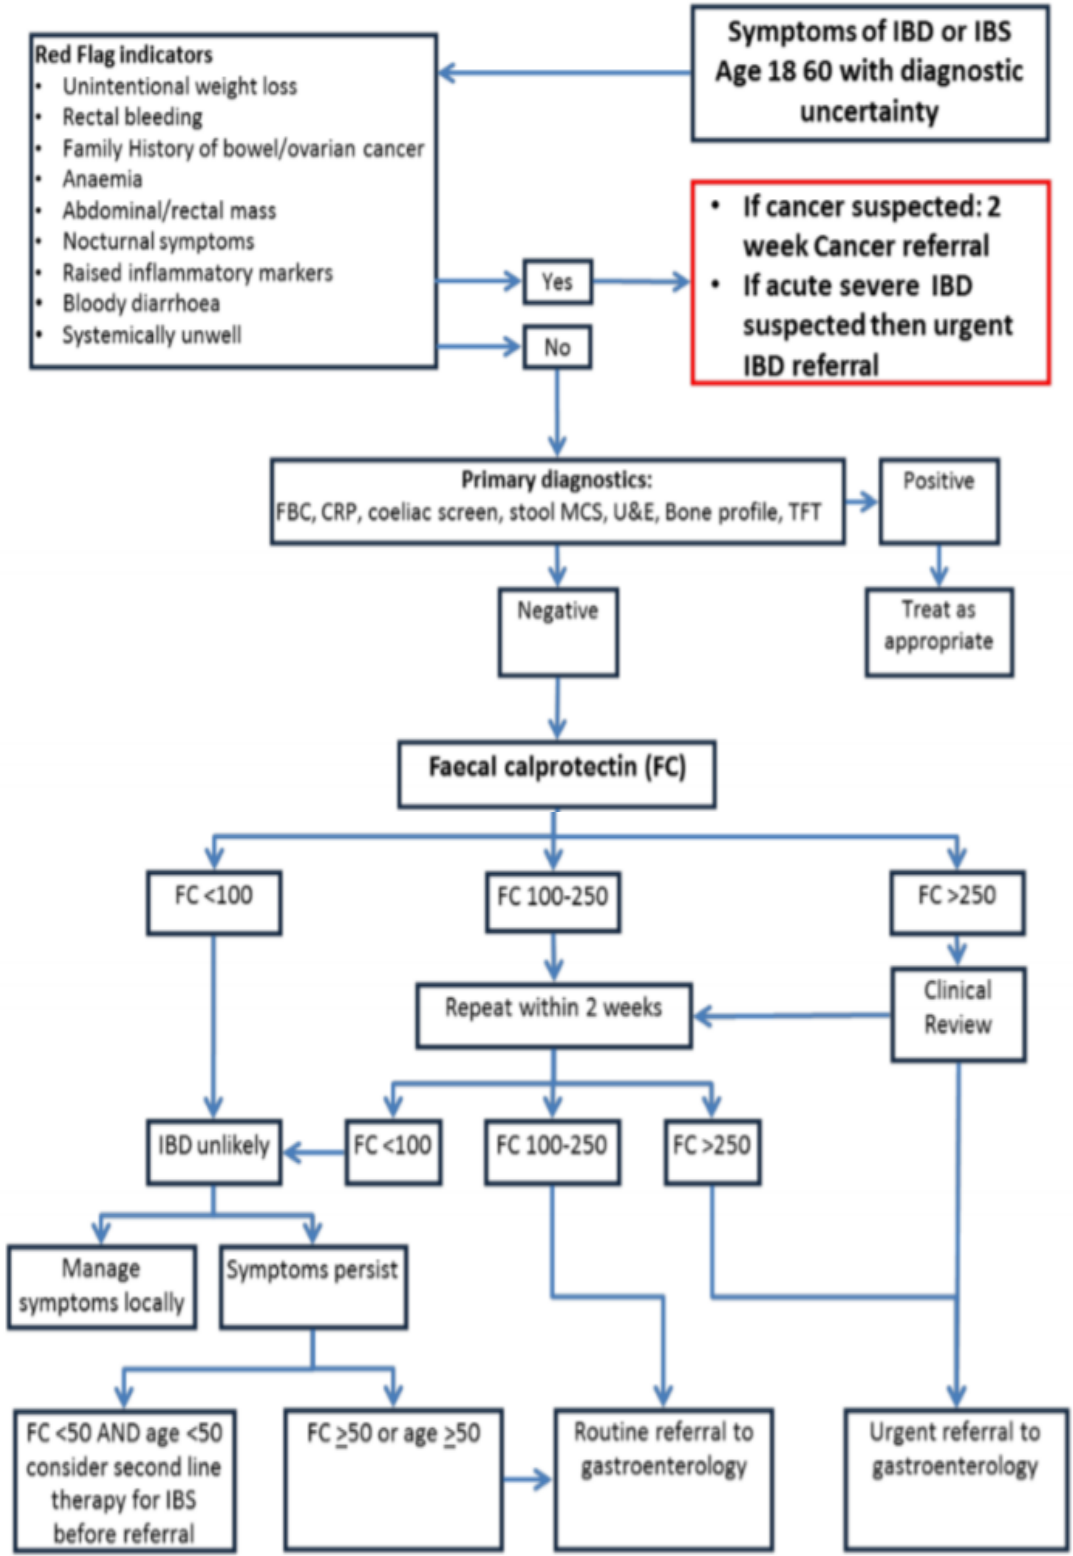 Symptoms of IBD or IBS
Age 18 60 with diagnostic
uncertainty
Red Flag indicators
• Unintentional weight loss
• Rectal bleeding
• Family History of bowel/ovarian cancer
• Anaemia
• Abdominal/rectal mass
• Nocturnal symptoms
• Raised inflammatory markers
• Bloody diarrhoea
• Systemically unwell
Yes
No
• If cancer suspected: 2
week Cancer referral
• If acute severe IBD
suspected then urgent
IBD referral
Primary diagnostics:
FBC, CRP, coeliac screen, stool MCS, U&E, Bone profile, TFT
Positive
Negative
Treat as
appropriate
Faecal calprotectin (FC)
FC <100
FC 100-250
FC >250
Repeat within 2 weeks
Clinical
Review
IBD unlikely
FC <100
FC 100-250
FC >250
Manage
symptoms locally
Symptoms persist
FC <50 AND age <50
consider second line
therapy for IBS
before referral
FC ≥50 or age ≥50
Routine referral to
gastroenterology
Urgent referral to
gastroenterology